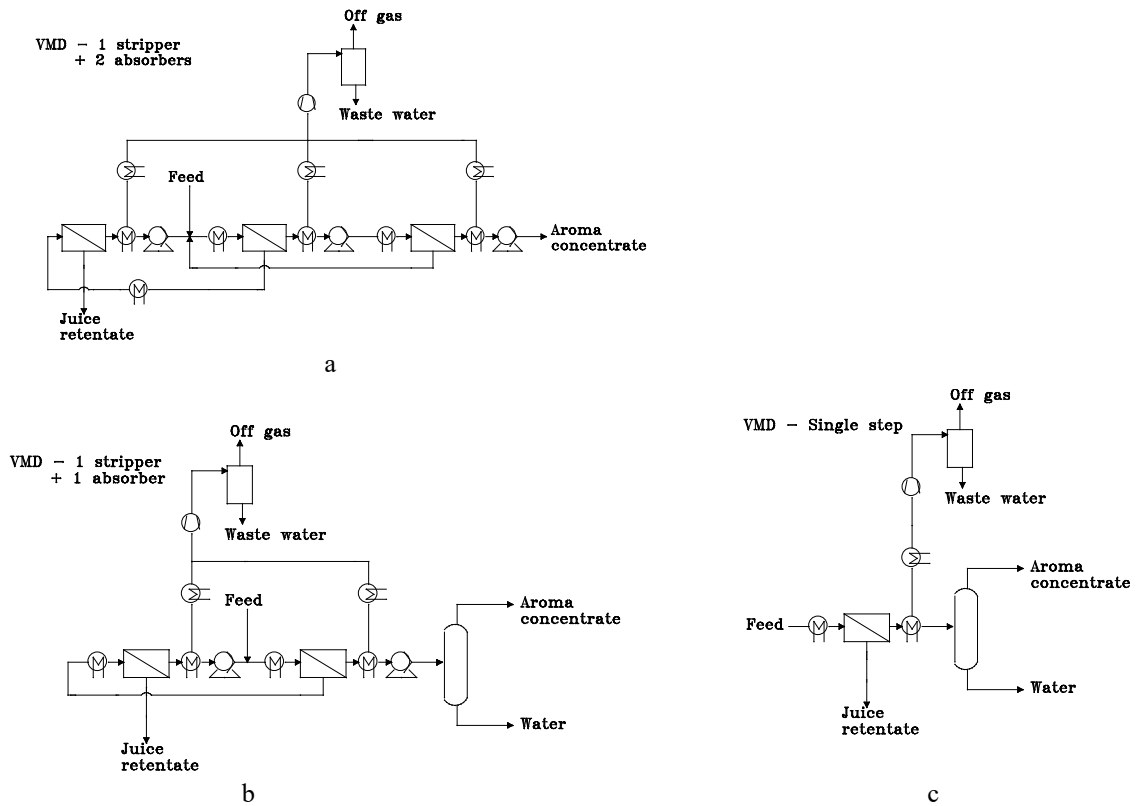 Off gas
VMD - 1 stripper
+ 2 absorbers
Waste water
Feed
Aroma
concentrate
Juice
retentate
a
Off gas
VMD - 1 stripper
+ 1 absorber
Waste water
Feed
Aroma
concentrate
Water
Juice
retentate
b
Off gas
VMD - Single step
Waste water
Aroma
concentrate
Feed
Water
Juice
retentate
c